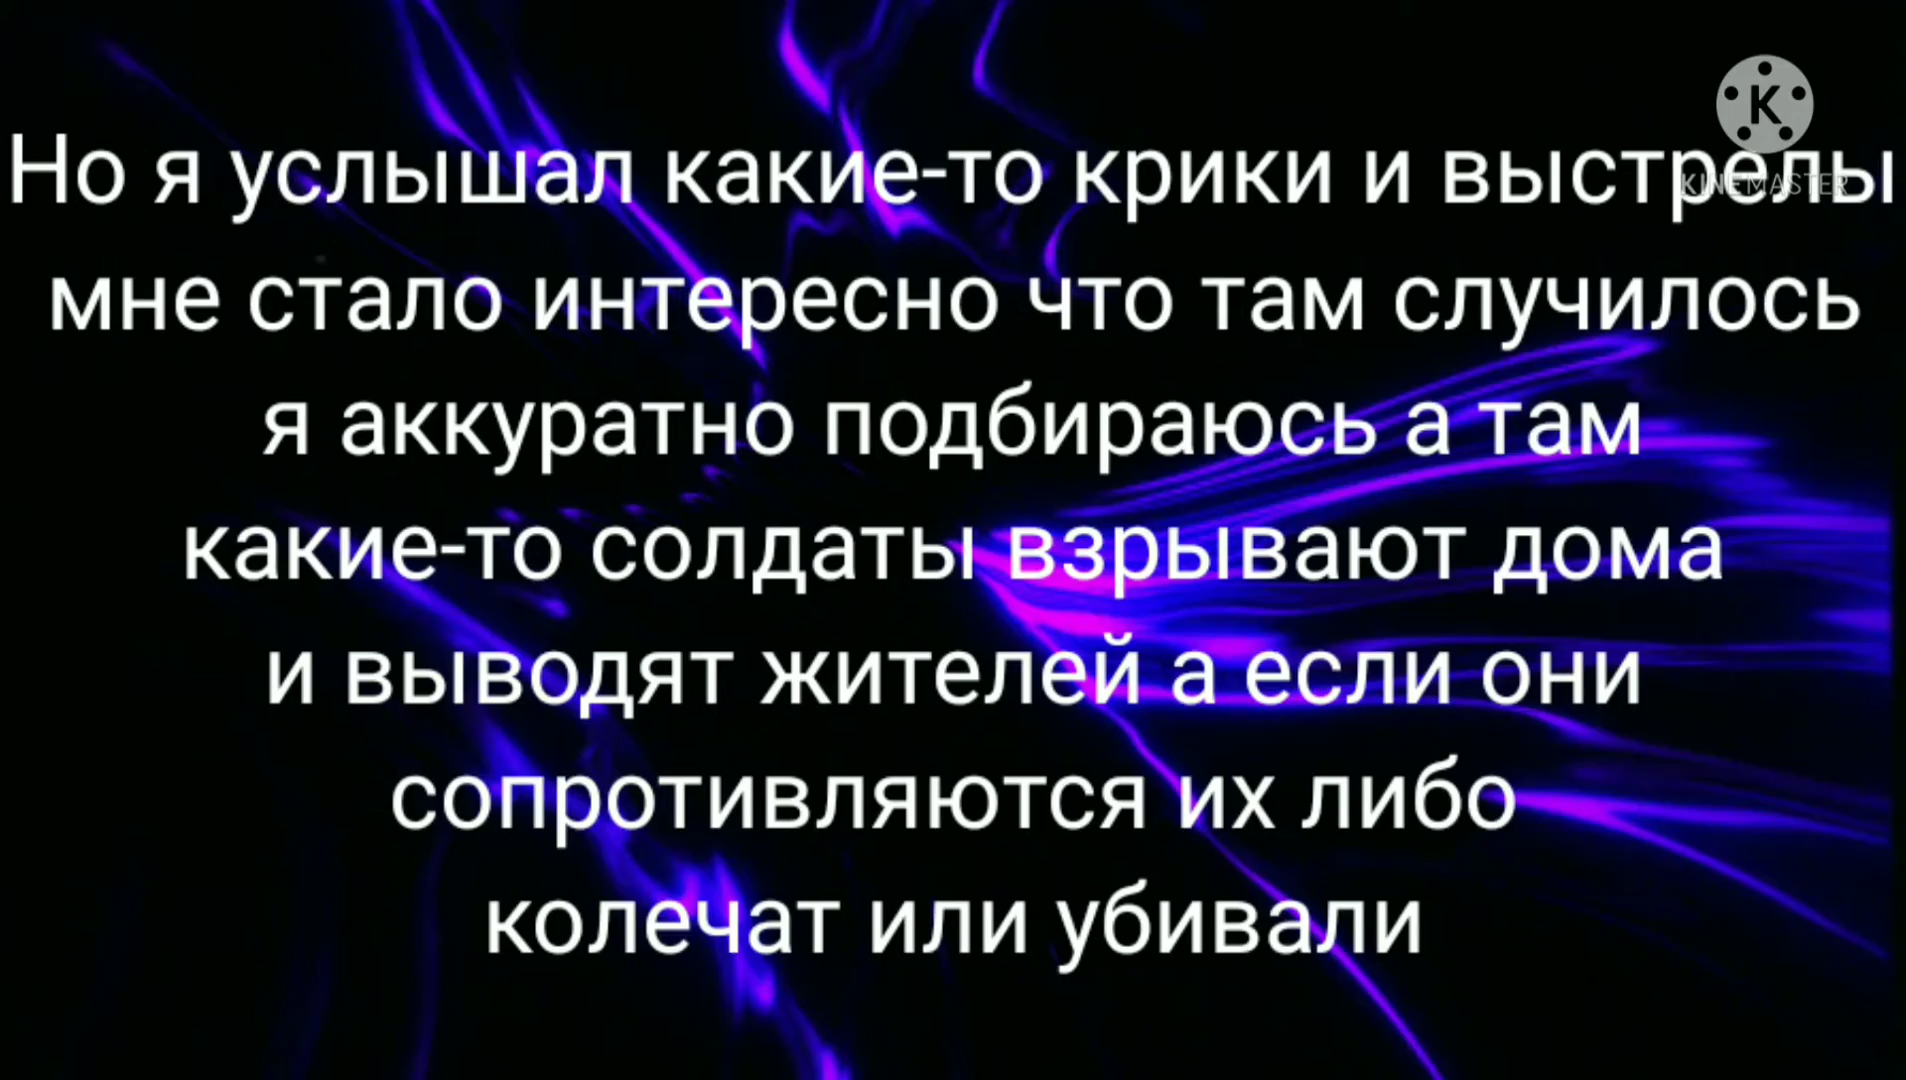 Но я услышал какие-то крики и выстрелы
мне стало интересно что там случилось
я аккуратно подбираюсь а там
какие-то солдаты взрывают дома
и выводят жителей а если они
сопротивляются их либо
колечат или убивали
K
KINEMASTER